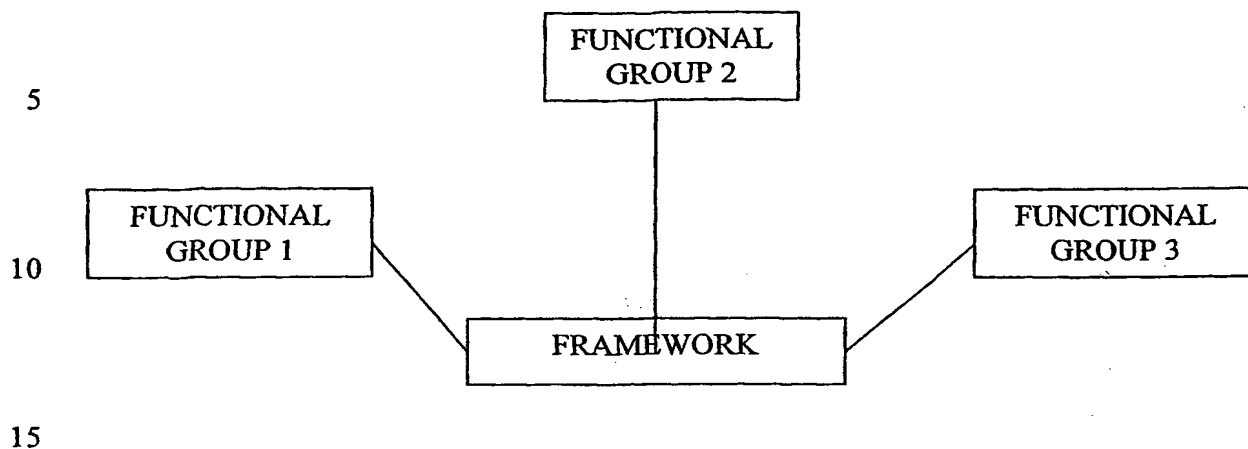 FUNCTIONAL
GROUP 2
5
FUNCTIONAL
GROUP 1
FUNCTIONAL
GROUP 3
10
FRAMEWORK
15